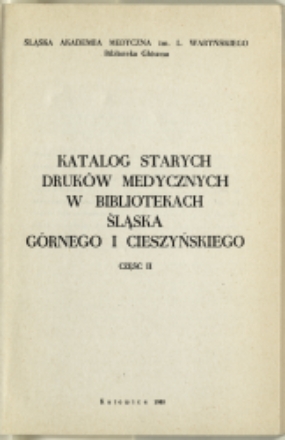 ŚLĄSKA AKADEMIA MEDYCZNA im. L. WARYŃSKIEGO
Biblioteka Główna
KATALOG STARYCH
DRUKÓW MEDYCZNYCH
W BIBLIOTEKACH
ŚLĄSKA
GÓRNEGO I CIESZYŃSKIEGO
CZĘŚĆ II
Katowice